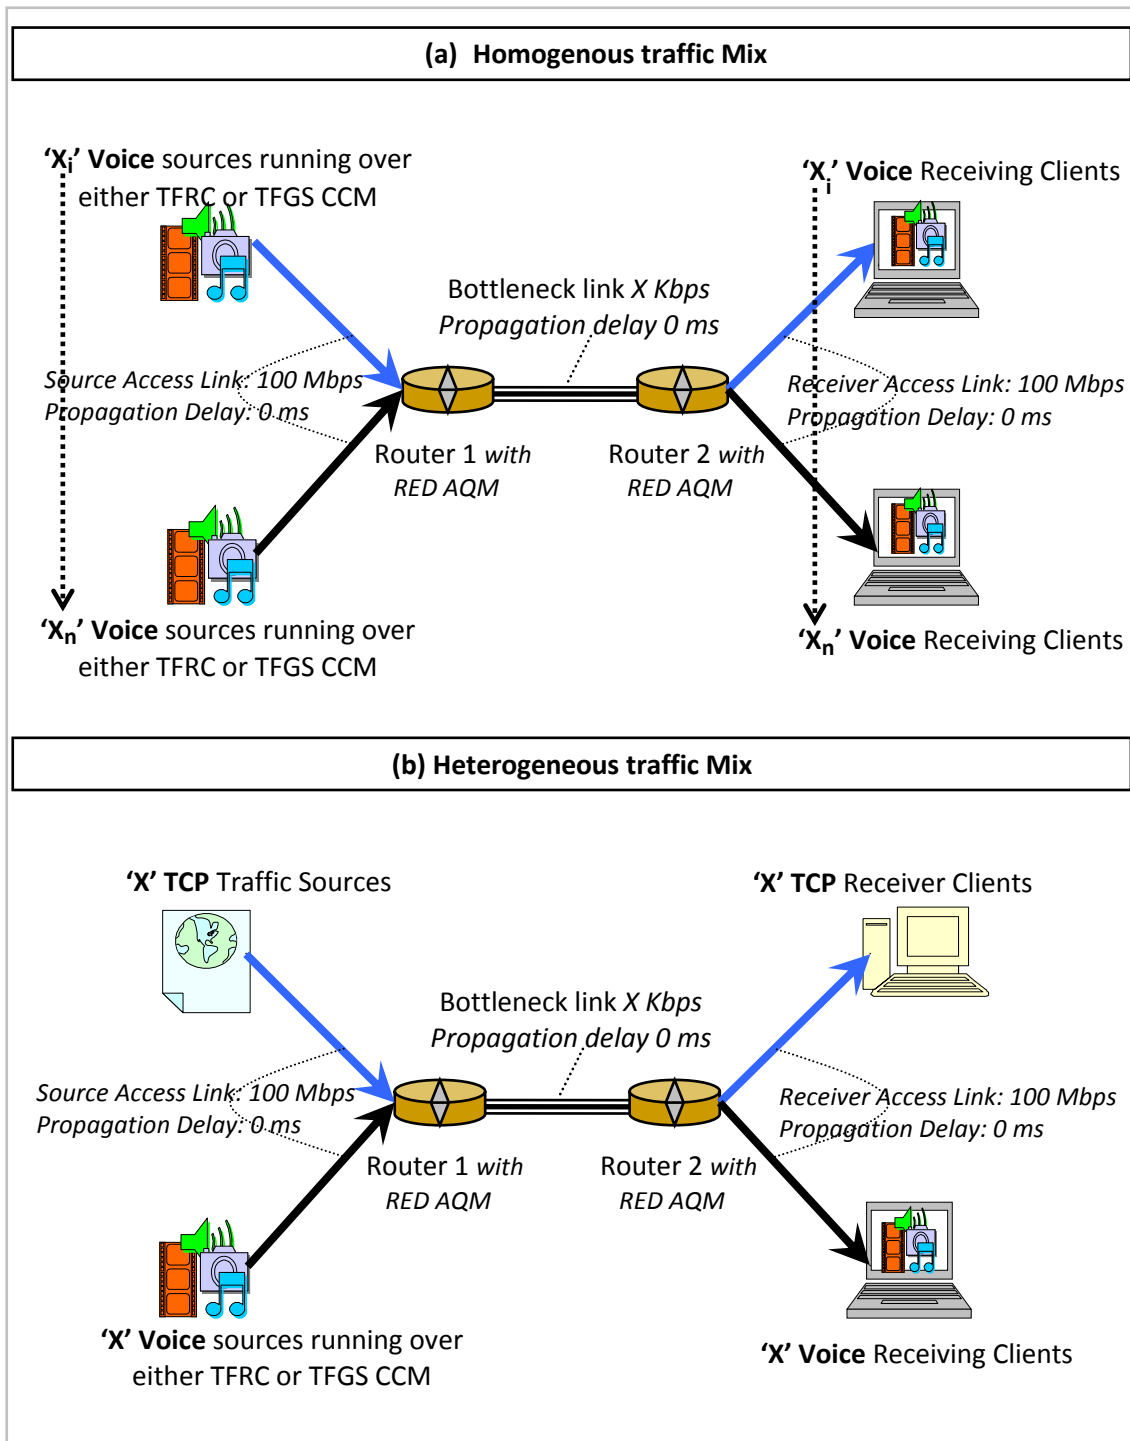 (a) Homogenous traffic Mix
‘Xi’ Voice sources running over
either TFRC or TFGS CCM
‘Xi’ Voice Receiving Clients
Bottleneck link X Kbps
Propagation delay 0 ms
Source Access Link: 100 Mbps
Propagation Delay: 0 ms
Receiver Access Link: 100 Mbps
Propagation Delay: 0 ms
Router 1 with
RED AQM
Router 2 with
RED AQM
‘Xn’ Voice sources running over
either TFRC or TFGS CCM
‘Xn’ Voice Receiving Clients
(b) Heterogeneous traffic Mix
‘X’ TCP Traffic Sources
‘X’ TCP Receiver Clients
Bottleneck link X Kbps
Propagation delay 0 ms
Source Access Link: 100 Mbps
Propagation Delay: 0 ms
Receiver Access Link: 100 Mbps
Propagation Delay: 0 ms
Router 1 with
RED AQM
Router 2 with
RED AQM
‘X’ Voice sources running over
either TFRC or TFGS CCM
‘X’ Voice Receiving Clients